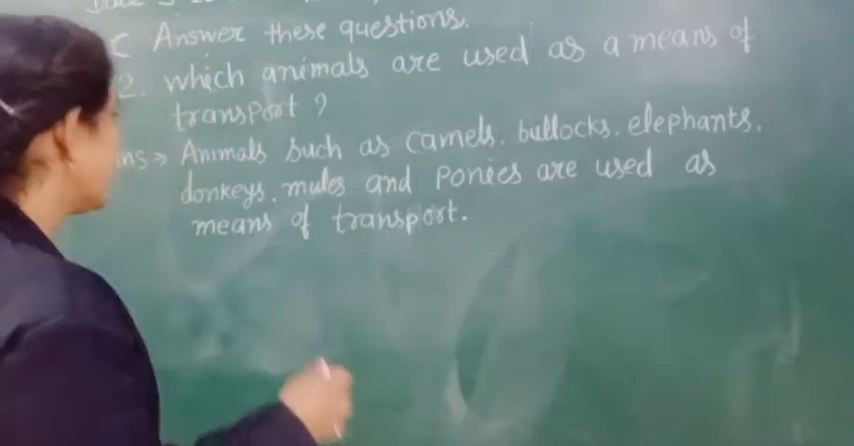 C Answer these questions.
2. Which animals are used as a means of
transport ?
Ans → Animals such as camels, bullocks, elephants,
donkeys, mules and ponies are used as
means of transport.